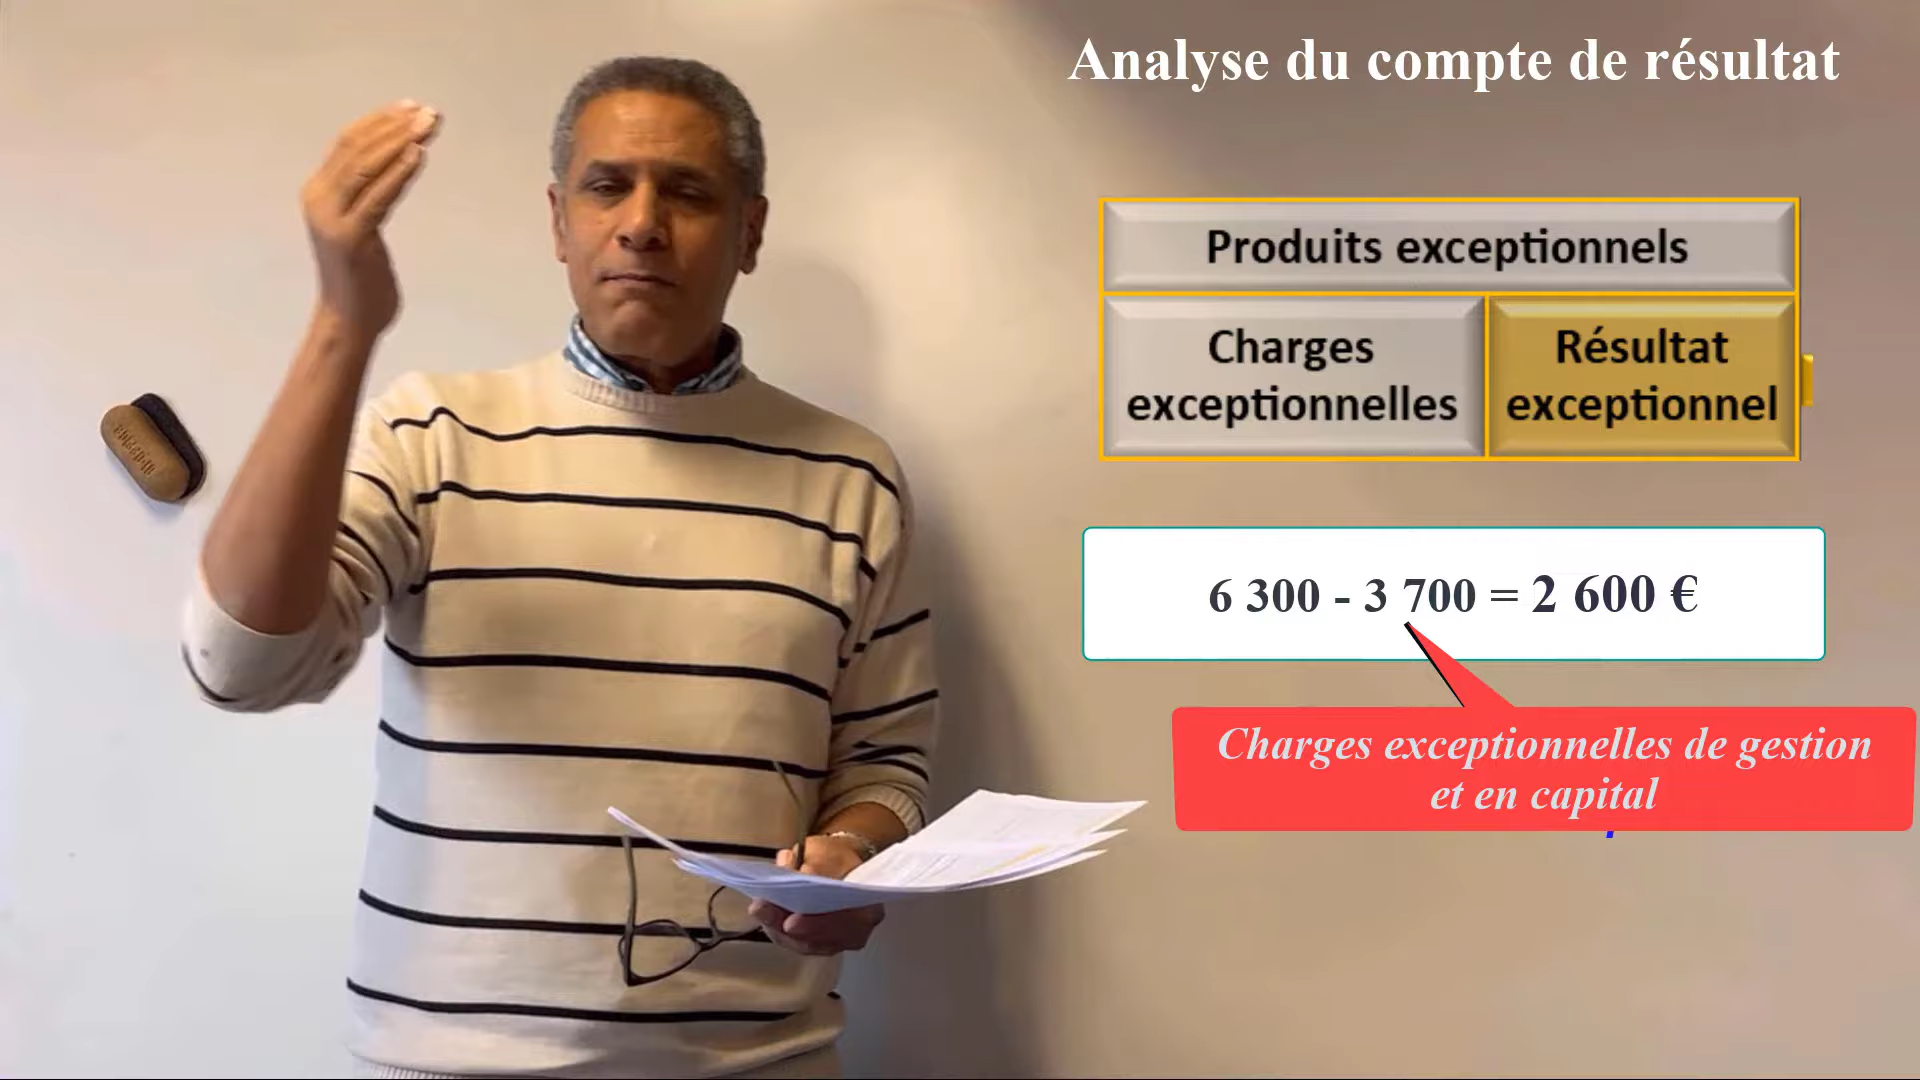 Analyse du compte de résultat
Produits exceptionnels
Charges
exceptionnelles
Résultat
exceptionnel
6 300 - 3 700 = 2 600 €
Charges exceptionnelles de gestion
et en capital